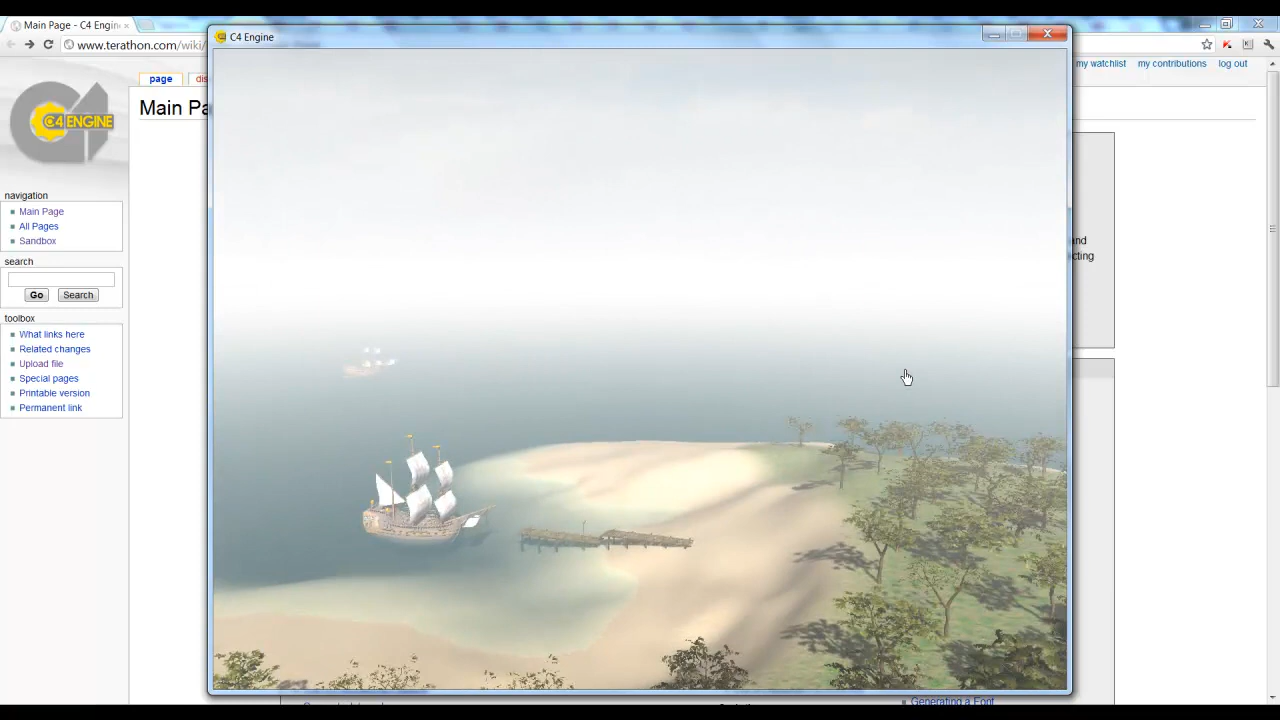 Main Page - C4 Engin
C4 Engine
www.terathon.com/wiki/
my watchlist my contributions log out
page dis
C4 ENGINE
Main Pa
navigation
Main Page
All Pages
Sandbox
and
cting
search
Go Search
toolbox
What links here
Related changes
Upload file
Special pages
Printable version
Permanent link
Generating a Font